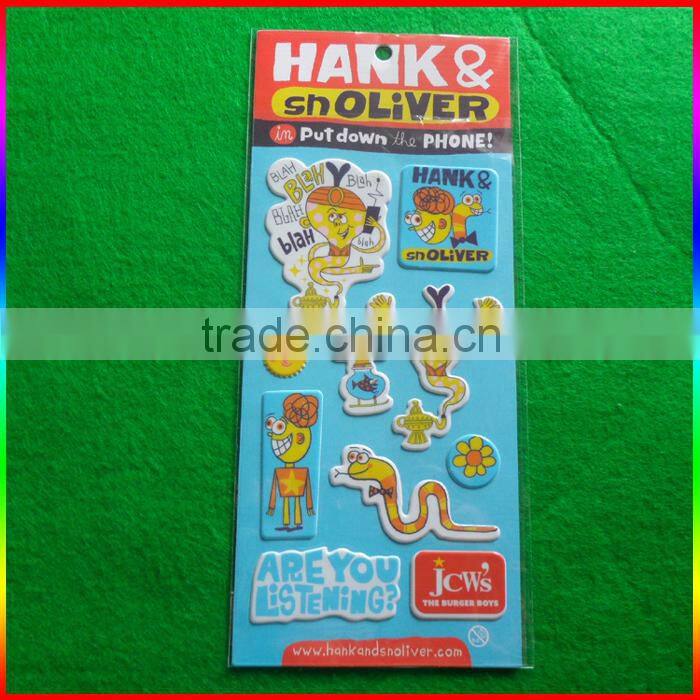 HANK &
snOLiVER
in Put down the PHONE!
BLAH
BLaH Blah
BLAH
blah blah
HANK &
snOLIVER
trade.china.cn
ARE YOU
LiSTENiNG?
jcw's
THE BURGER BOYS
www.hankandsnoliver.com